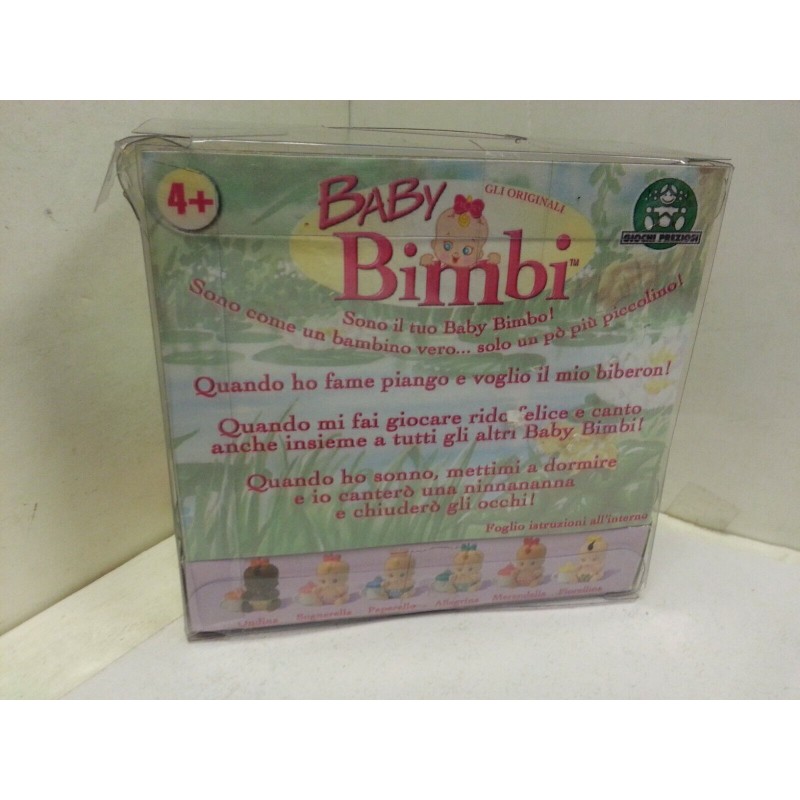 4+
BABY
GLI ORIGINALI
Bimbi™
GIOCHI PREZIOSI
Sono il tuo Baby Bimbo!
Sono come un bambino vero... solo un pò più piccolino!
Quando ho fame piango e voglio il mio biberon!
Quando mi fai giocare rido felice e canto
anche insieme a tutti gli altri Baby Bimbi!
Quando ho sonno, mettimi a dormire
e io canterò una ninnananna
e chiuderò gli occhi!
Foglio istruzioni all'interno